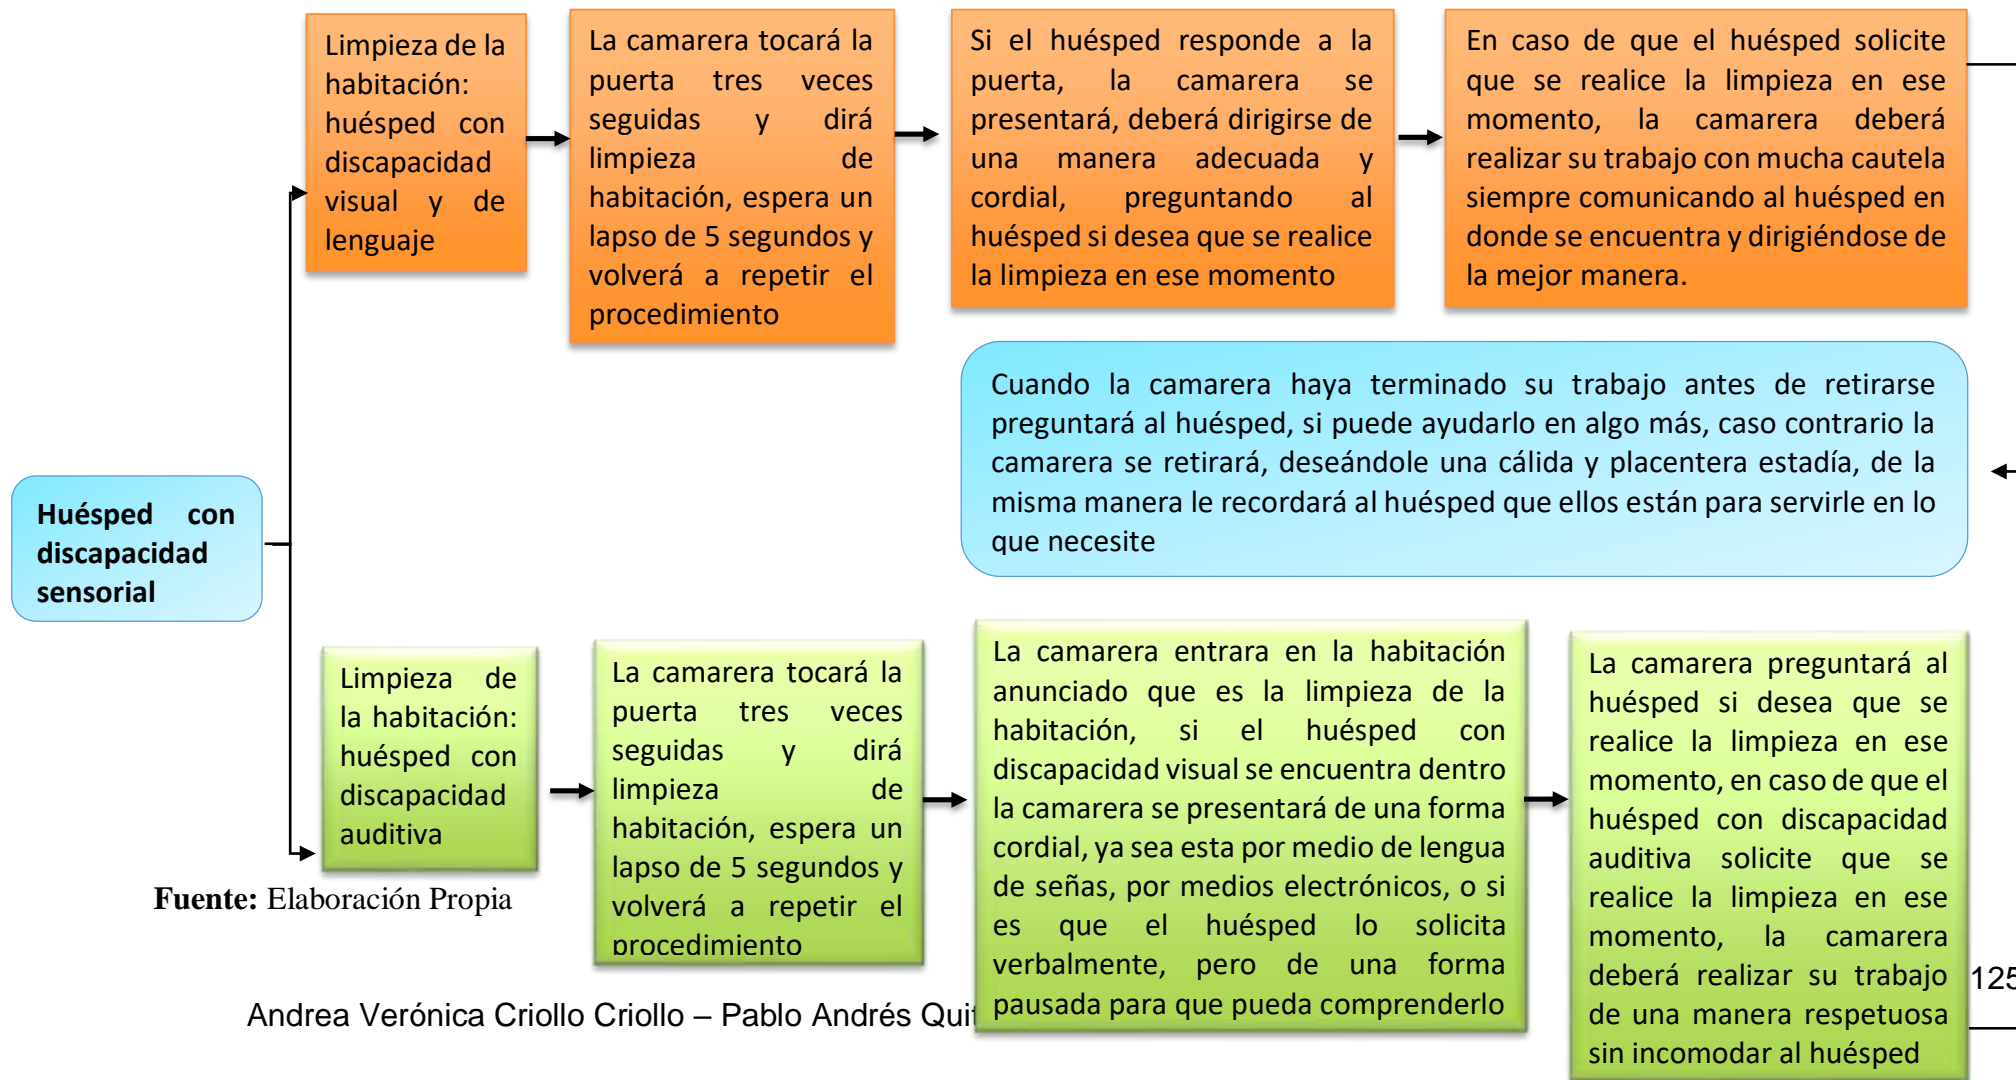 Huésped con
discapacidad
sensorial
Limpieza de la
habitación:
huésped con
discapacidad
visual y de
lenguaje
La camarera tocará la
puerta tres veces
seguidas y dirá
limpieza de
habitación, espera un
lapso de 5 segundos y
volverá a repetir el
procedimiento
Si el huésped responde a la
puerta, la camarera se
presentará, deberá dirigirse de
una manera adecuada y
cordial, preguntando al
huésped si desea que se realice
la limpieza en ese momento
En caso de que el huésped solicite
que se realice la limpieza en ese
momento, la camarera deberá
realizar su trabajo con mucha cautela
siempre comunicando al huésped en
donde se encuentra y dirigiéndose de
la mejor manera.
Cuando la camarera haya terminado su trabajo antes de retirarse
preguntará al huésped, si puede ayudarlo en algo más, caso contrario la
camarera se retirará, deseándole una cálida y placentera estadía, de la
misma manera le recordará al huésped que ellos están para servirle en lo
que necesite
Limpieza de
la habitación:
huésped con
discapacidad
auditiva
La camarera tocará la
puerta tres veces
seguidas y dirá
limpieza de
habitación, espera un
lapso de 5 segundos y
volverá a repetir el
procedimiento
La camarera entrara en la habitación
anunciado que es la limpieza de la
habitación, si el huésped con
discapacidad visual se encuentra dentro
la camarera se presentará de una forma
cordial, ya sea esta por medio de lengua
de señas, por medios electrónicos, o si
es que el huésped lo solicita
verbalmente, pero de una forma
pausada para que pueda comprenderlo
La camarera preguntará al
huésped si desea que se
realice la limpieza en ese
momento, en caso de que el
huésped con discapacidad
auditiva solicite que se
realice la limpieza en ese
momento, la camarera
deberá realizar su trabajo
de una manera respetuosa
sin incomodar al huésped
Fuente: Elaboración Propia
Andrea Verónica Criollo Criollo – Pablo Andrés
125